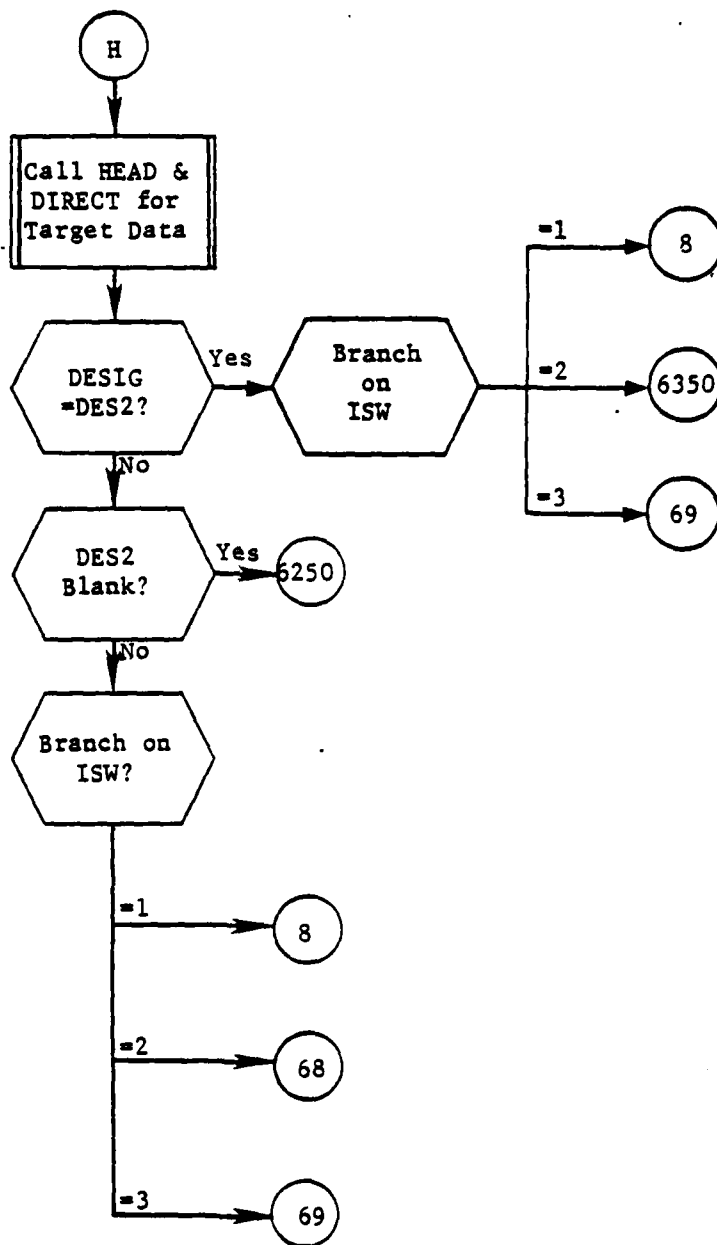 H
Call HEAD &
DIRECT for
Target Data
DESIG
=DES2?
Yes
Branch
on
ISW
=1
8
=2
6350
=3
69
No
DES2
Blank?
Yes
6250
No
Branch on
ISW?
=1
8
=2
68
=3
69